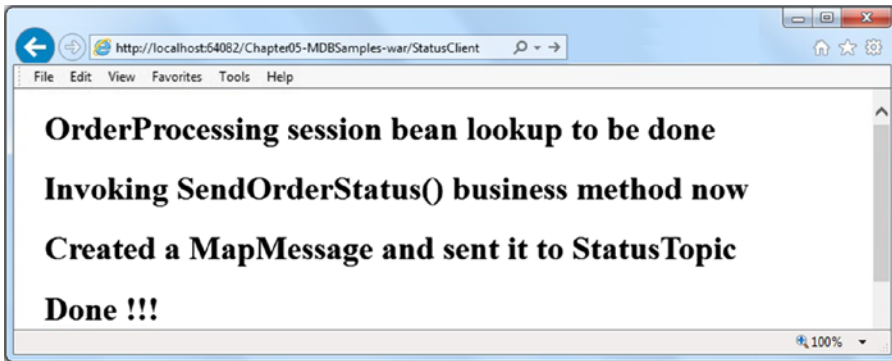 http://localhost:64082/Chapter05-MDBSamples-war/StatusClient
File Edit View Favorites Tools Help
OrderProcessing session bean lookup to be done
Invoking SendOrderStatus() business method now
Created a MapMessage and sent it to StatusTopic
Done !!!
100%